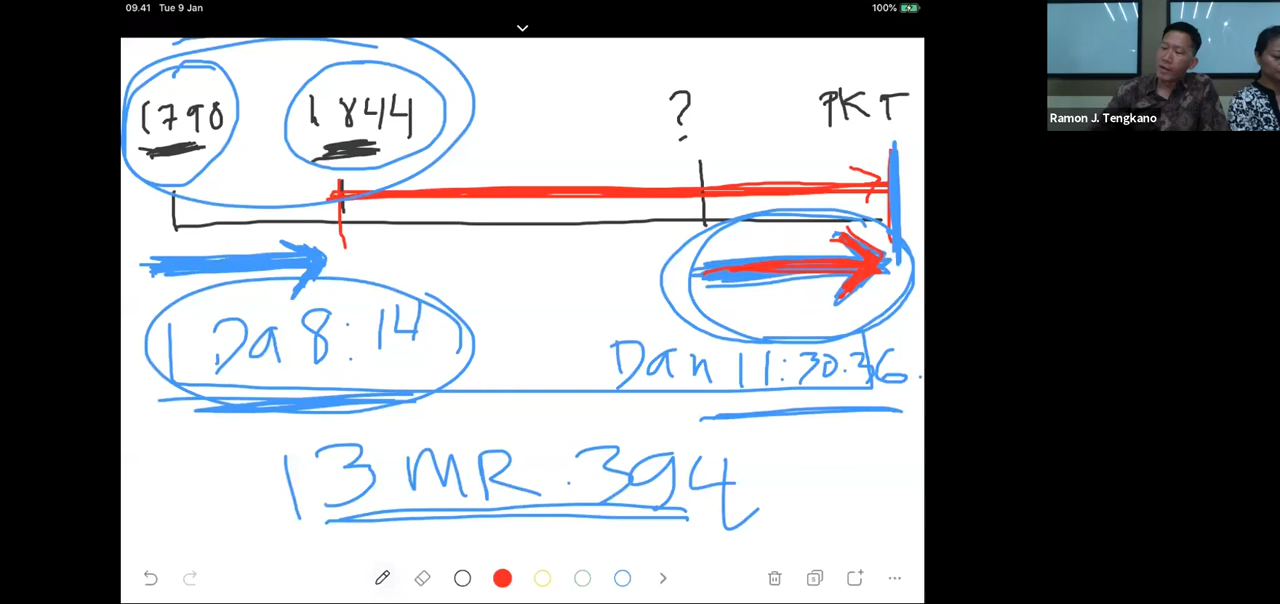 09.41 Tue 9 Jan
100%
1798 1844 ? PKT
Ramon J. Tengkano
Da 8:14
Dan 11:30.36.
13 MR. 394